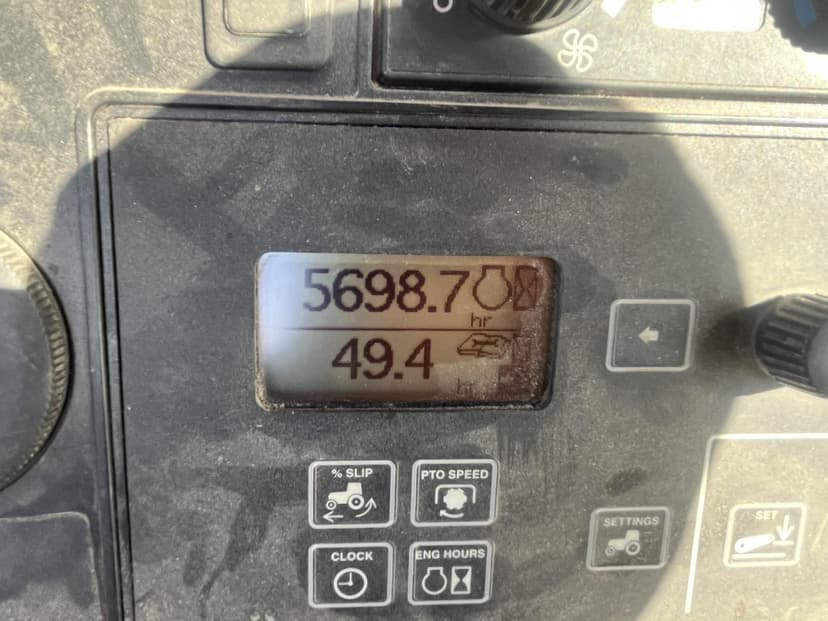 5698.7
hr
49.4
hr
% SLIP
PTO SPEED
CLOCK
ENG HOURS
SETTINGS
SET